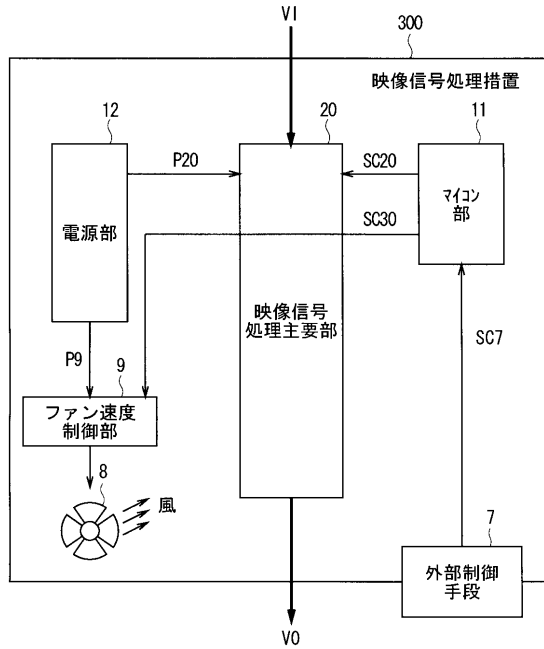 VI
300
映像信号処理措置
12
20
11
P20
SC20
マイコン
部
電源部
SC30
映像信号
処理主要部
P9
SC7
9
ファン速度
制御部
8
風
7
外部制御
手段
VO